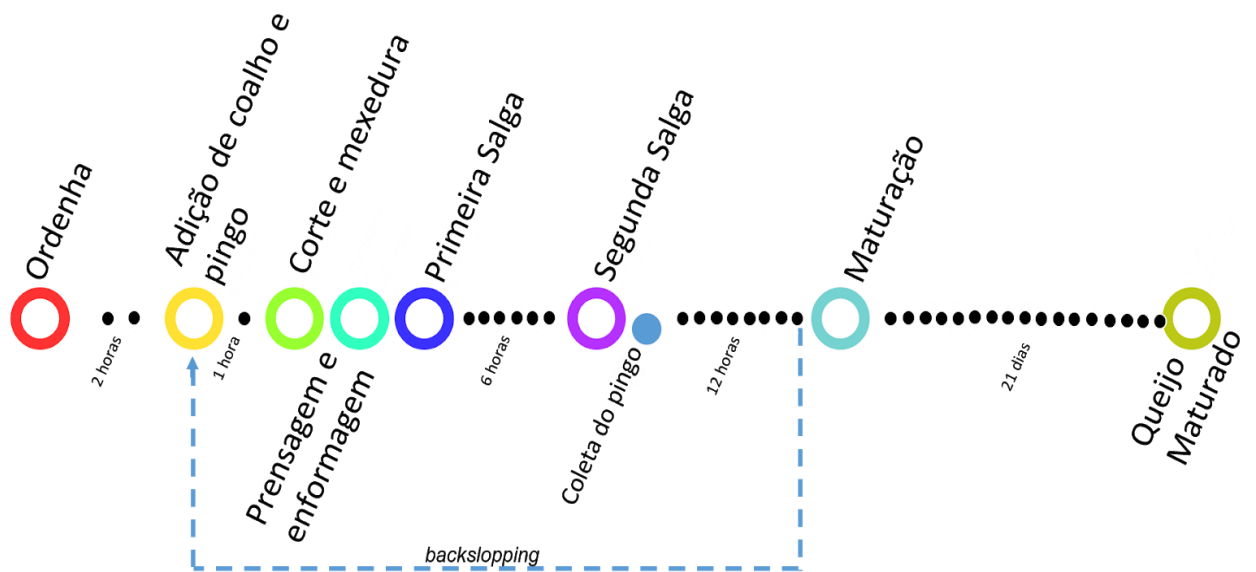 Ordenha
2 horas
Adição de coalho e
pingo
1 hora
Corte e mexedura
Prensagem e
enformagem
Primeira Salga
6 horas
Segunda Salga
Coleta do pingo
12 horas
Maturação
21 dias
Queijo
Maturado
backslopping